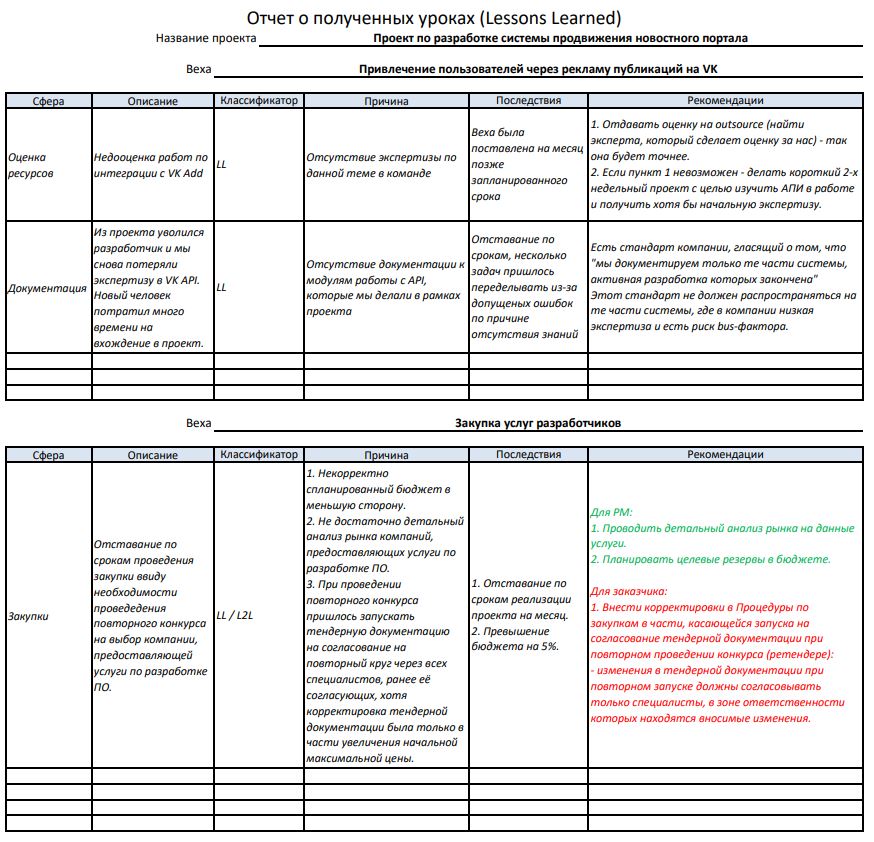 Отчет о полученных уроках (Lessons Learned)
Название проекта Проект по разработке системы продвижения новостного портала
Веха Привлечение пользователей через рекламу публикаций на VK
Сфера Описание Классификатор Причина Последствия Рекомендации
Оценка
ресурсов
Недооценка работ по
интеграции с VK Add
LL
Отсутствие экспертизы по
данной теме в команде
Веха была
поставлена на месяц
позже
запланированного
срока
1. Отдавать оценку на outsource (найти
эксперта, который сделает оценку за нас) - так
она будет точнее.
2. Если пункт 1 невозможен - делать короткий 2-х
недельный проект с целью изучить АПИ в работе
и получить хотя бы начальную экспертизу.
Документация
Из проекта уволился
разработчик и мы
снова потеряли
экспертизу в VK API.
Новый человек
потратил много
времени на
вхождение в проект.
LL
Отсутствие документации к
модулям работы с API,
которые мы делали в рамках
проекта
Отставание по
срокам, несколько
задач пришлось
переделывать из-за
допущеных ошибок
по причине
отсутствия знаний
Есть стандарт компании, гласящий о том, что
"мы документируем только те части системы,
активная разработка которых закончена"
Этот стандарт не должен распространяться на
те части системы, где в компании низкая
экспертиза и есть риск bus-фактора.
Веха Закупка услуг разработчиков
Сфера Описание Классификатор Причина Последствия Рекомендации
Закупки
Отставание по
срокам проведения
закупки ввиду
необходимости
проведедения
повторного конкурса
на выбор компании,
предоставляющей
услуги по разработке
ПО.
LL / L2L
1. Некорректно
спланированный бюджет в
меньшую сторону.
2. Не достаточно детальный
анализ рынка компаний,
предоставляющих услуги по
разработке ПО.
3. При проведении
повторного конкурса
пришлось запускать
тендерную документацию
на согласование на
повторный круг через всех
специалистов, ранее её
согласующих, хотя
корректировка тендерной
документации была только в
части увеличения начальной
максимальной цены.
1. Отставание по
срокам реализации
проекта на месяц.
2. Превышение
бюджета на 5%.
Для PM:
1. Проводить детальный анализ рынка на данные
услуги.
2. Планировать целевые резервы в бюджете.
Для заказчика:
1. Внести корректировки в Процедуры по
закупкам в части, касающейся запуска на
согласование тендерной документации при
повторном проведении конкурса (ретендере):
- изменения в тендерной документации при
повторном запуске должны согласовывать
только специалисты, в зоне ответственности
которых находятся вносимые изменения.